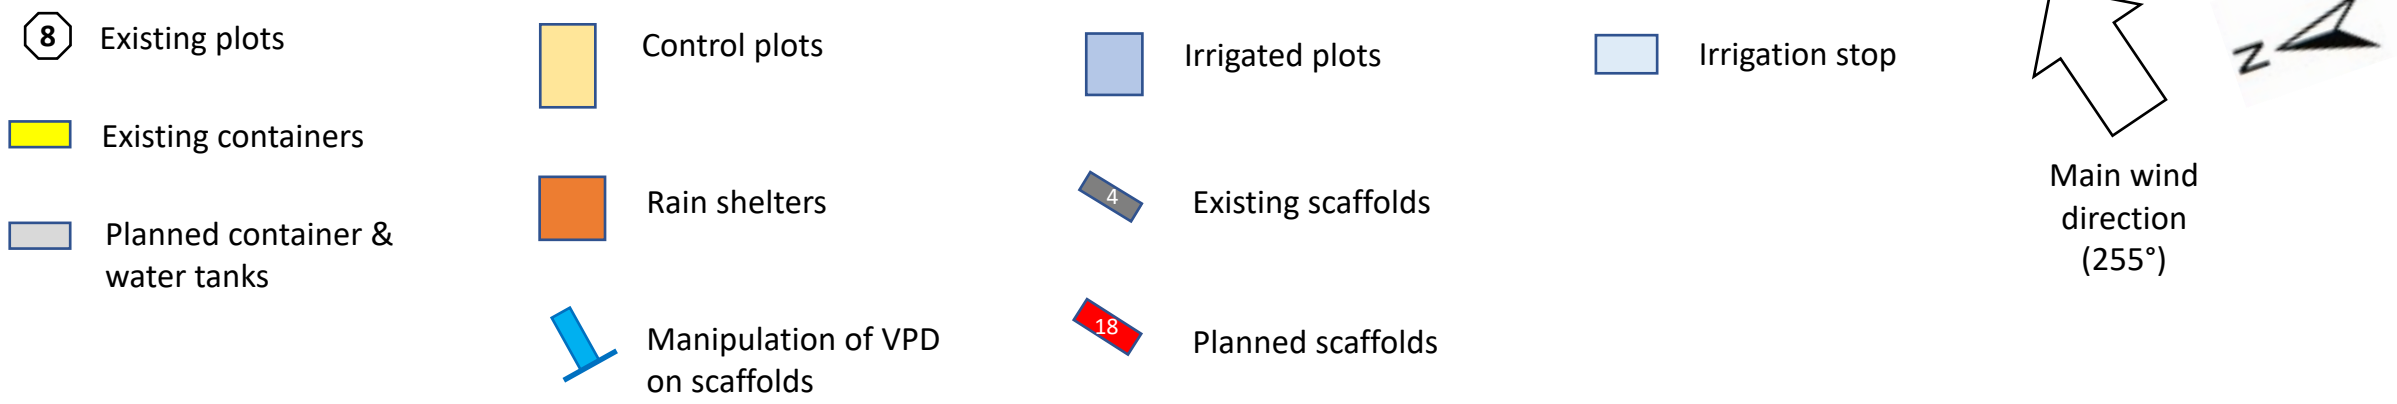 8 Existing plots
Existing containers
Planned container &
water tanks
Control plots
Rain shelters
Manipulation of VPD
on scaffolds
Irrigated plots
4 Existing scaffolds
18 Planned scaffolds
Irrigation stop
Main wind
direction
(255°)
N